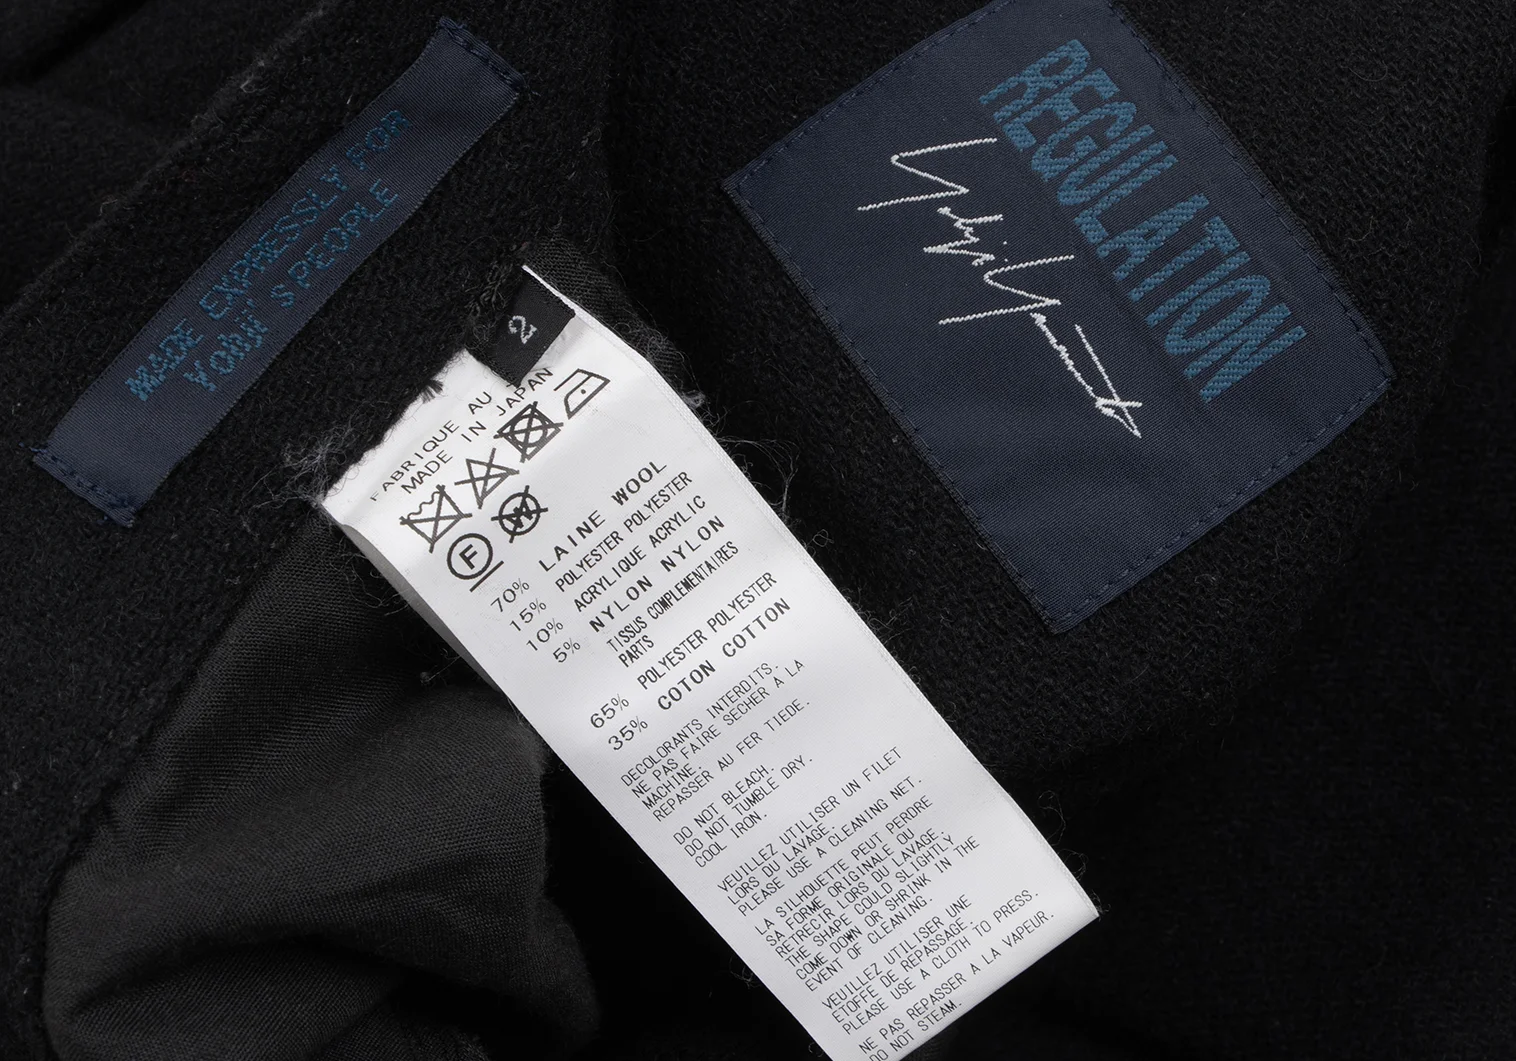 MADE EXPRESSLY FOR
Yohji's PEOPLE
REGULATION
Yohji Yamamoto
2
FABRIQUE AU JAPAN
MADE IN
F
W
70% LAINE WOOL
15% POLYESTER POLYESTER
10% ACRYLIQUE ACRYLIC
5% NYLON NYLON
TISSUS COMPLEMENTAIRES
PARTS
65% POLYESTER POLYESTER
35% COTON COTTON
DECOLORANTS INTERDITS.
NE PAS FAIRE SECHER A LA
MACHINE.
REPASSER AU FER TIEDE.
DO NOT BLEACH.
DO NOT TUMBLE DRY.
COOL IRON.
VEUILLEZ UTILISER UN FILET
LORS DU LAVAGE.
PLEASE USE A CLEANING NET.
LA SILHOUETTE PEUT PERDRE
SA FORME ORIGINALE OU
RETRECIR LORS DU LAVAGE.
THE SHAPE COULD SLIGHTLY
COME DOWN OR SHRINK IN THE
EVENT OF CLEANING.
VEUILLEZ UTILISER UNE
ETOFFE DE REPASSAGE.
PLEASE USE A CLOTH TO PRESS.
NE PAS REPASSER A LA VAPEUR.
DO NOT STEAM.